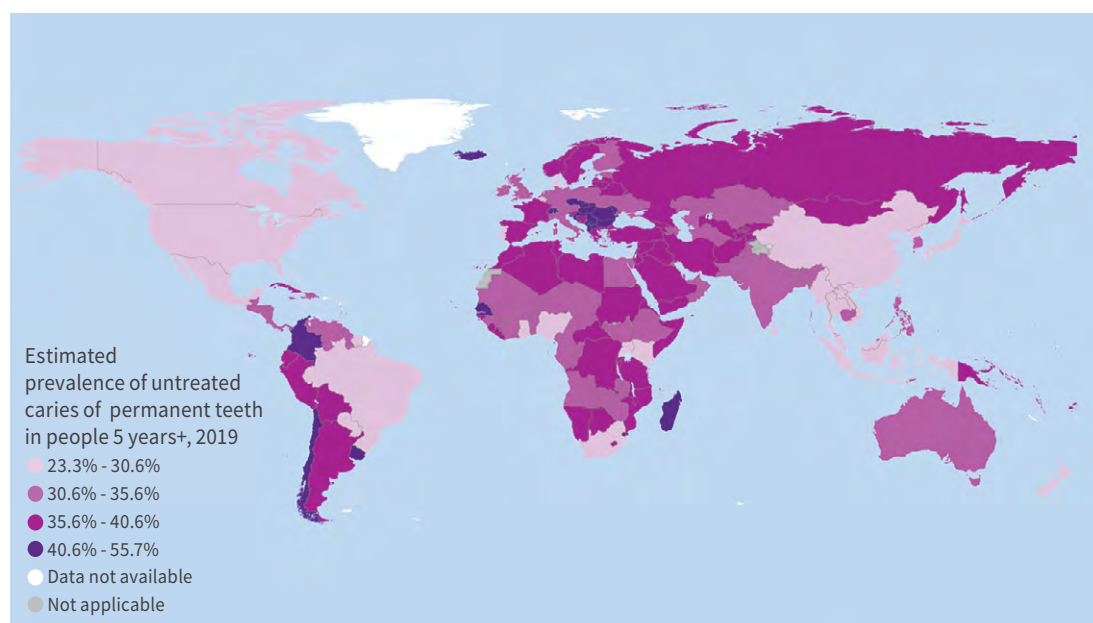 Estimated
prevalence of untreated
caries of permanent teeth
in people 5 years+, 2019
23.3% - 30.6%
30.6% - 35.6%
35.6% - 40.6%
40.6% - 55.7%
Data not available
Not applicable